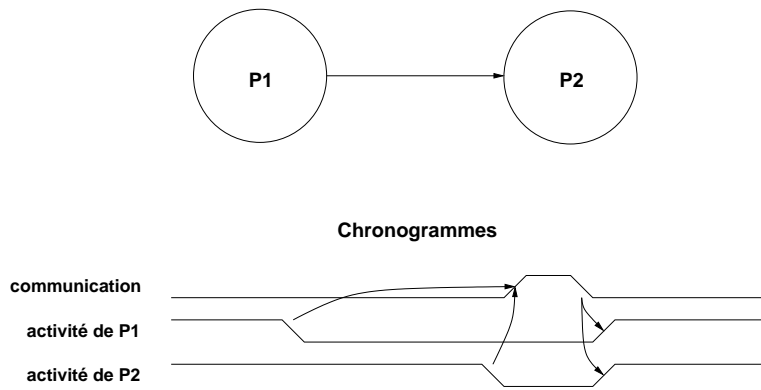 P1
P2
Chronogrammes
communication
activité de P1
activité de P2